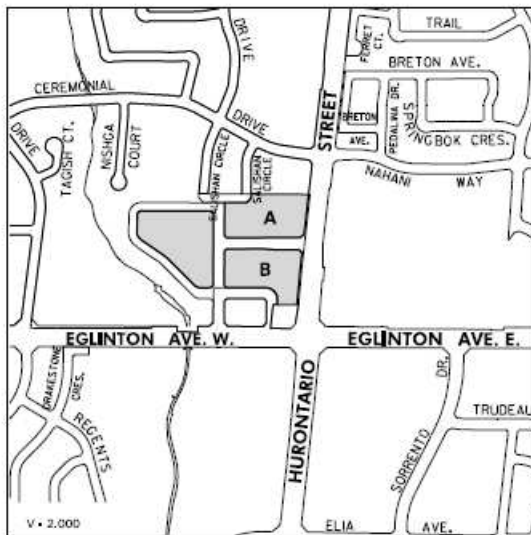 TRAIL
FERRET CT.
DRIVE
BRETON AVE.
CEREMONIAL
DRIVE
STREET
BRETON
AVE.
PEDALINA DR.
SPRINGBOK CRES.
DRIVE
TAGISH CT.
NISHGA
COURT
SALISHAN CIRCLE
SALISHAN
CIRCLE
NAHANI WAY
A
B
EGLINTON AVE. W.
EGLINTON AVE. E.
DRAKESTONE
CRES.
REGENTS
HURONTARIO
SORRENTO
DR.
TRUDEAU
ELIA AVE.
V • 2.000